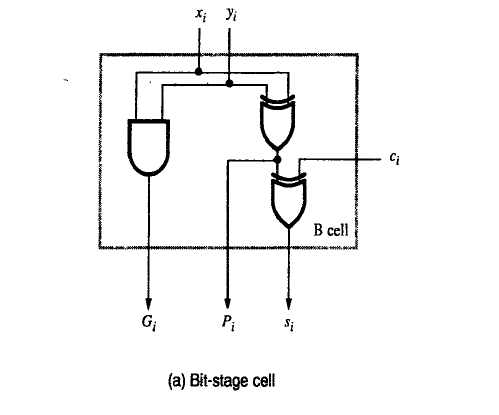 xᵢ yᵢ
cᵢ
B cell
Gᵢ Pᵢ sᵢ
(a) Bit-stage cell